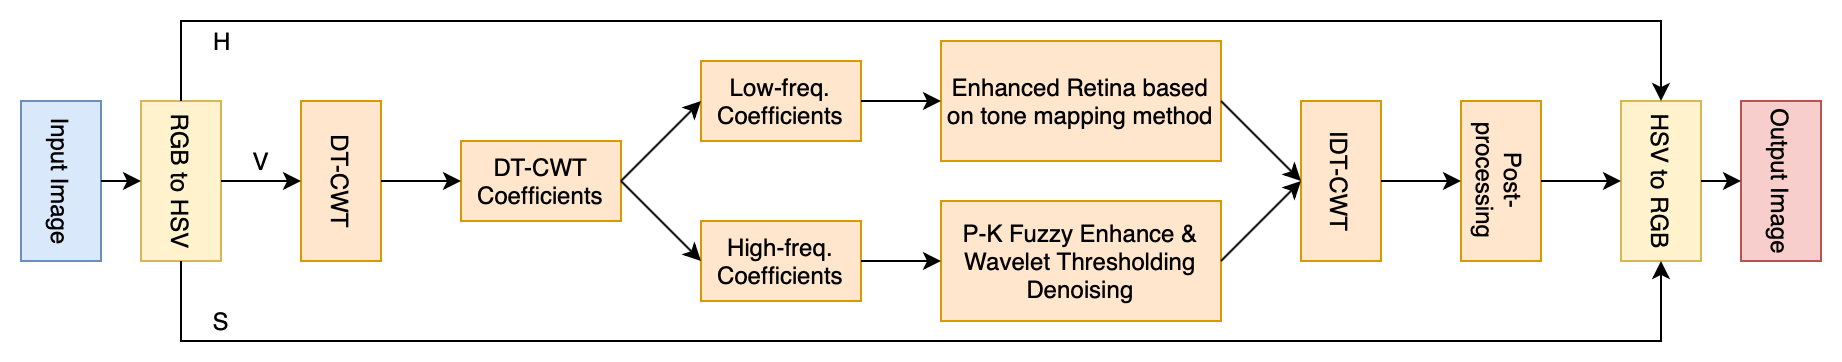 H
Input Image
RGB to HSV
V
DT-CWT
DT-CWT
Coefficients
Low-freq.
Coefficients
Enhanced Retina based
on tone mapping method
High-freq.
Coefficients
P-K Fuzzy Enhance &
Wavelet Thresholding
Denoising
IDT-CWT
Post-
processing
HSV to RGB
Output Image
S